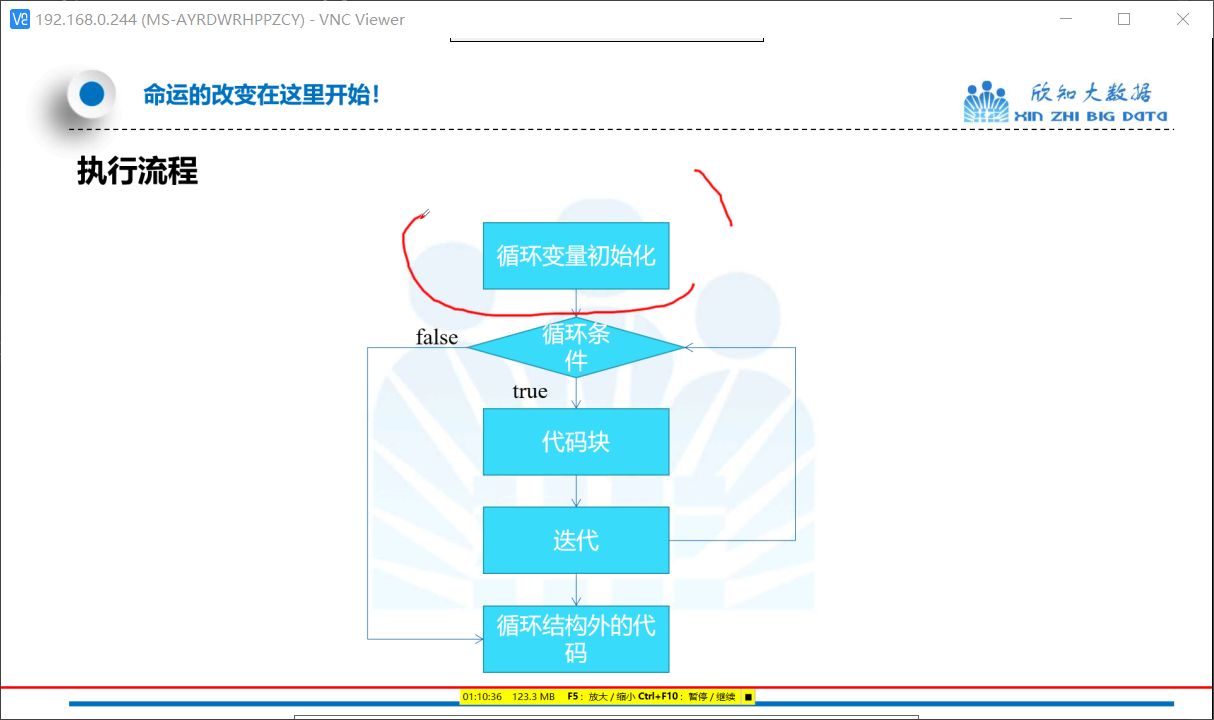 VS 192.168.0.244 (MS-AYRDWRHPPZCY) - VNC Viewer
命运的改变在这里开始！
欣知大数据
XIN ZHI BIG DATA
执行流程
循环变量初始化
false
循环条
件
true
代码块
迭代
循环结构外的代
码
01:10:36 123.3 MB F5：放大 / 缩小 Ctrl+F10：暂停 / 继续